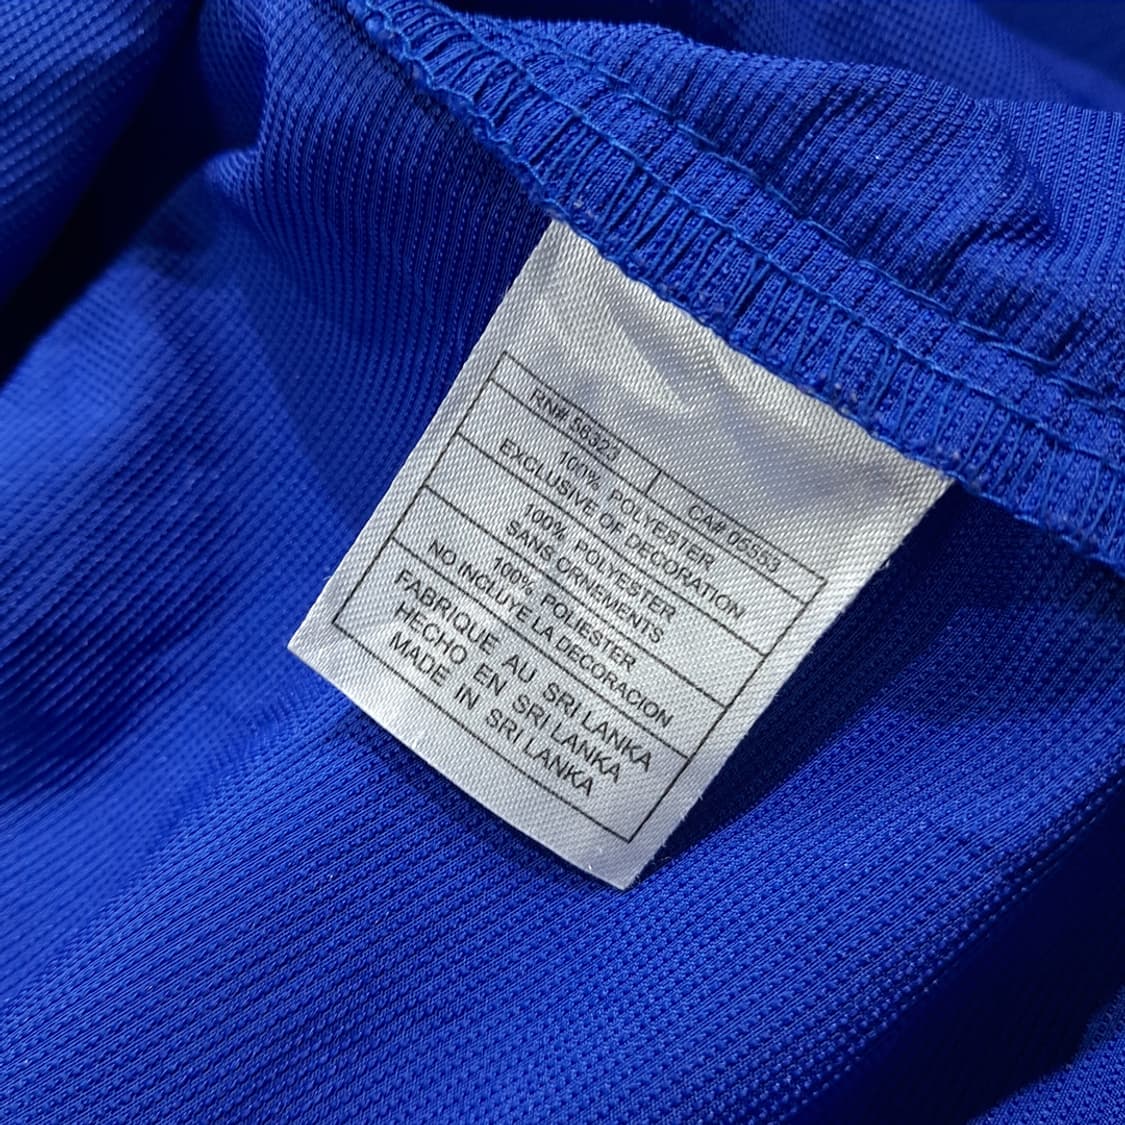 RN# 56323 CA# 05553
100% POLYESTER
EXCLUSIVE OF DECORATION
100% POLYESTER
SANS ORNEMENTS
100% POLIESTER
NO INCLUYE LA DECORACION
FABRIQUE AU SRI LANKA
HECHO EN SRI LANKA
MADE IN SRI LANKA